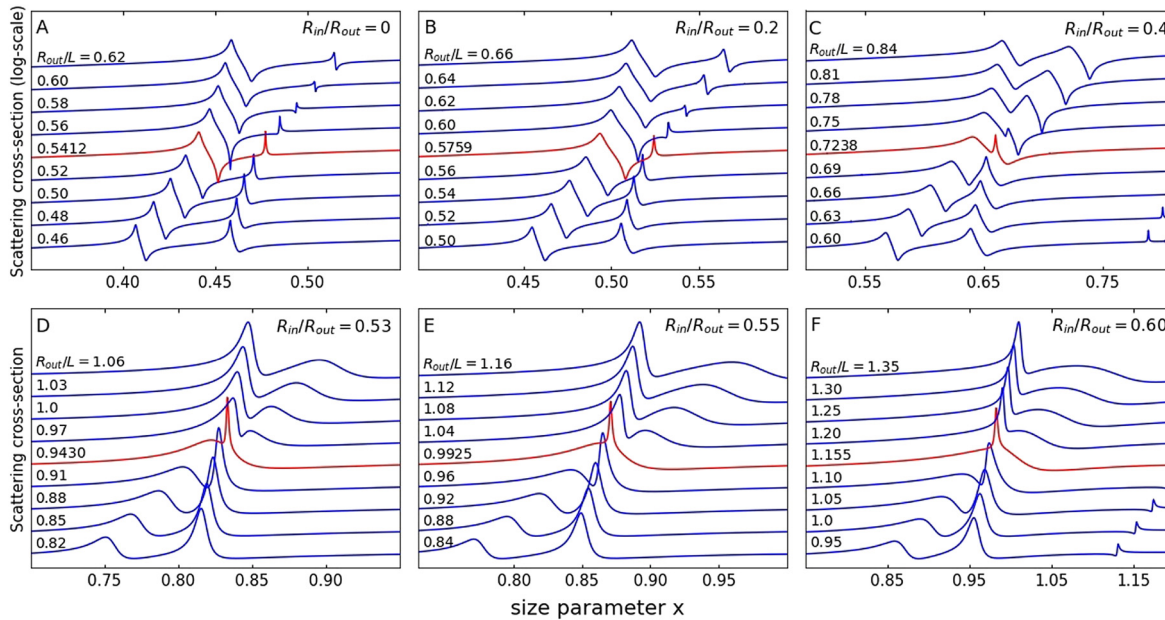 Scattering cross-section (log-scale)
A
R_in/R_out = 0
R_out/L = 0.62
0.60
0.58
0.56
0.5412
0.52
0.50
0.48
0.46
0.40 0.45 0.50
B
R_in/R_out = 0.2
R_out/L = 0.66
0.64
0.62
0.60
0.5759
0.56
0.54
0.52
0.50
0.45 0.50 0.55
C
R_in/R_out = 0.4
R_out/L = 0.84
0.81
0.78
0.75
0.7238
0.69
0.66
0.63
0.60
0.55 0.65 0.75
Scattering cross-section
D
R_in/R_out = 0.53
R_out/L = 1.06
1.03
1.0
0.97
0.9430
0.91
0.88
0.85
0.82
0.75 0.80 0.85 0.90
E
R_in/R_out = 0.55
R_out/L = 1.16
1.12
1.08
1.04
0.9925
0.96
0.92
0.88
0.84
0.80 0.85 0.90 0.95
F
R_in/R_out = 0.60
R_out/L = 1.35
1.30
1.25
1.20
1.155
1.10
1.05
1.0
0.95
0.85 0.95 1.05 1.15
size parameter x